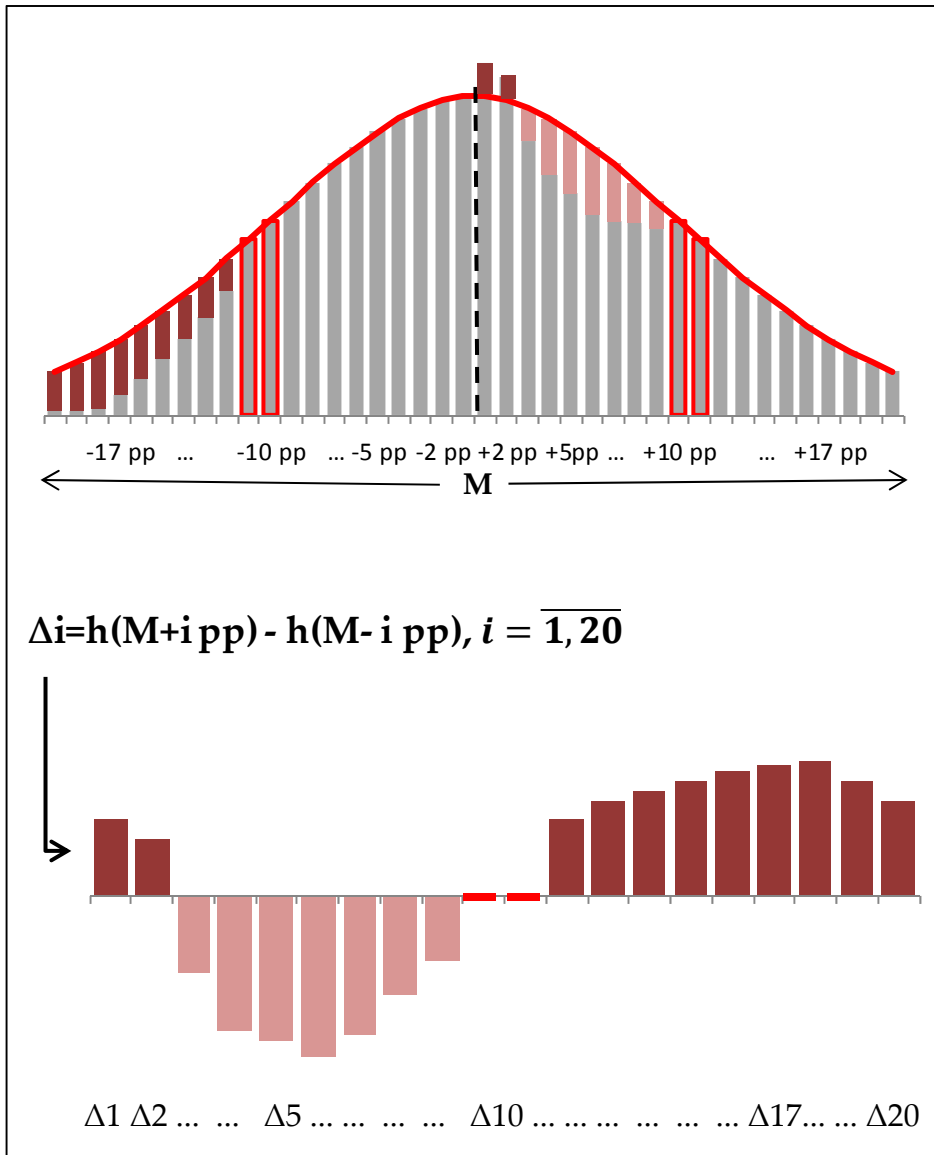 -17 pp ... -10 pp ... -5 pp -2 pp +2 pp +5pp ... +10 pp ... +17 pp
M
Δi=h(M+i pp) - h(M- i pp), i = \overline{1, 20}
Δ1 Δ2 ... ... Δ5 ... ... ... ... Δ10 ... ... ... ... ... ... Δ17... ... Δ20